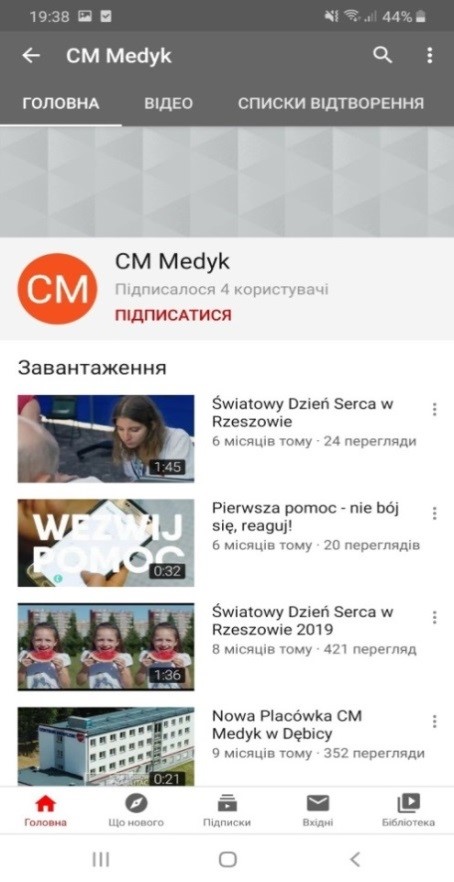 19:38 44%
CM Medyk
ГОЛОВНА ВІДЕО СПИСКИ ВІДТВОРЕННЯ
CM
CM Medyk
Підписалося 4 користувачі
ПІДПИСАТИСЯ
Завантаження
Światowy Dzień Serca w
Rzeszowie
6 місяців тому · 24 перегляди
1:45
Pierwsza pomoc - nie bój
się, reaguj!
6 місяців тому · 20 переглядів
WEZWIJ
POMOC
0:32
Światowy Dzień Serca w
Rzeszowie 2019
8 місяців тому · 421 перегляд
1:36
Nowa Placówka CM
Medyk w Dębicy
9 місяців тому · 352 перегляди
0:21
Головна Що нового Підписки Вхідні Бібліотека